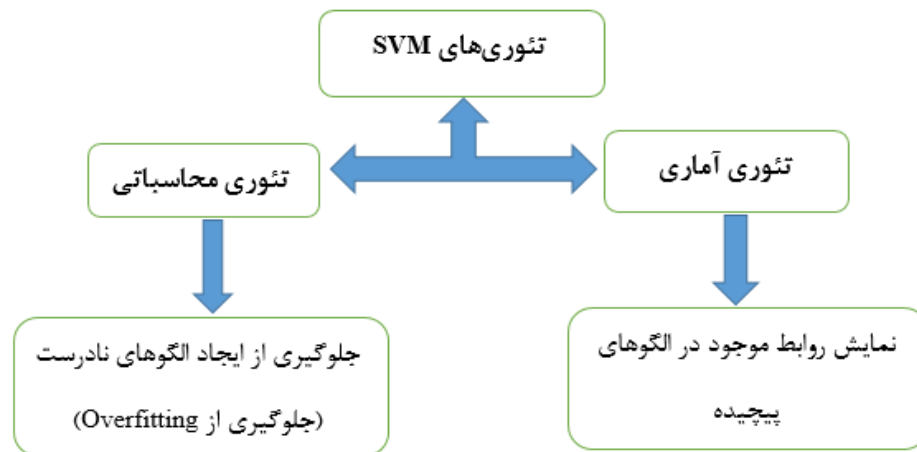 تئوری‌های SVM
تئوری آماری
تئوری محاسباتی
نمایش روابط موجود در الگوهای
پیچیده
جلوگیری از ایجاد الگوهای نادرست
(جلوگیری از Overfitting)